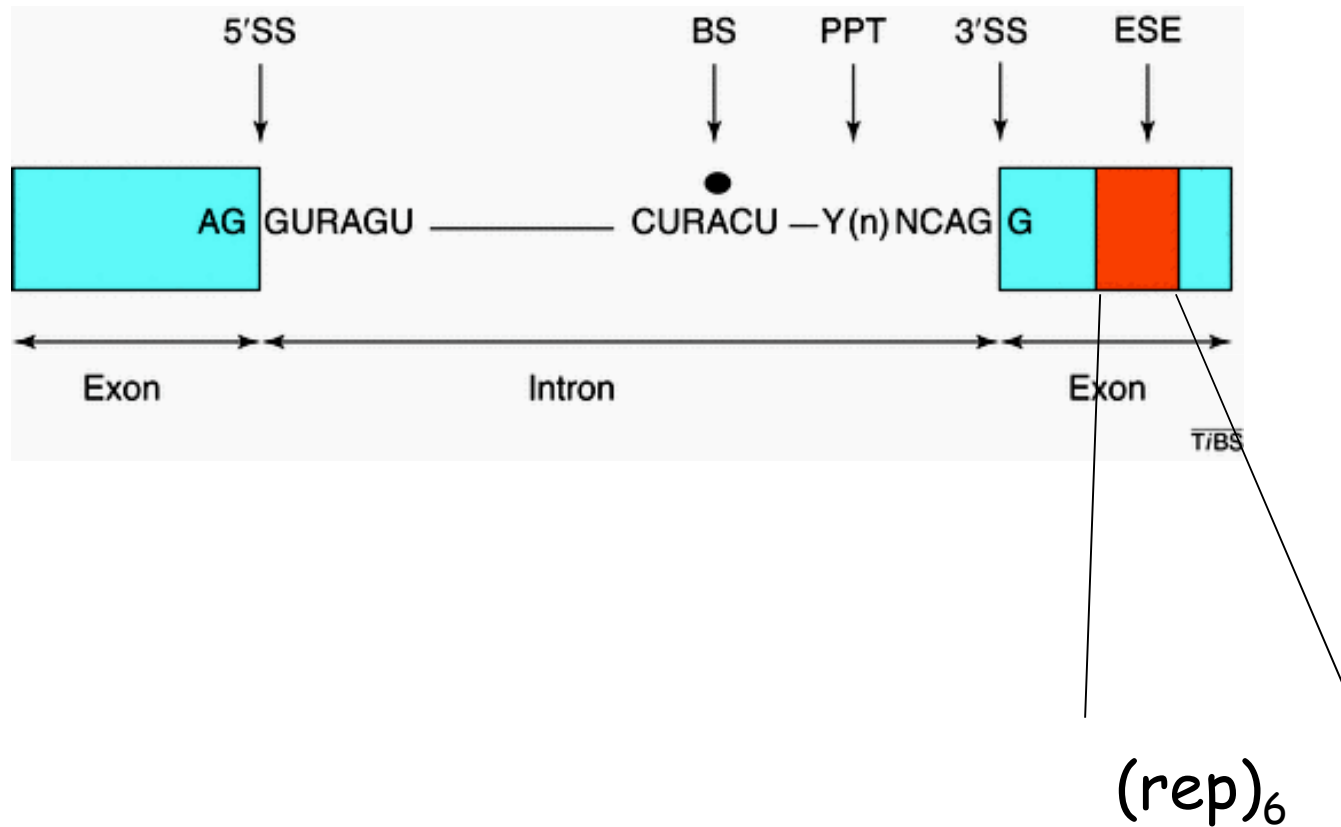 5'SS BS PPT 3'SS ESE
AG GURAGU CURACU Y(n) NCAG G
Exon Intron Exon
TiBS
(rep)6